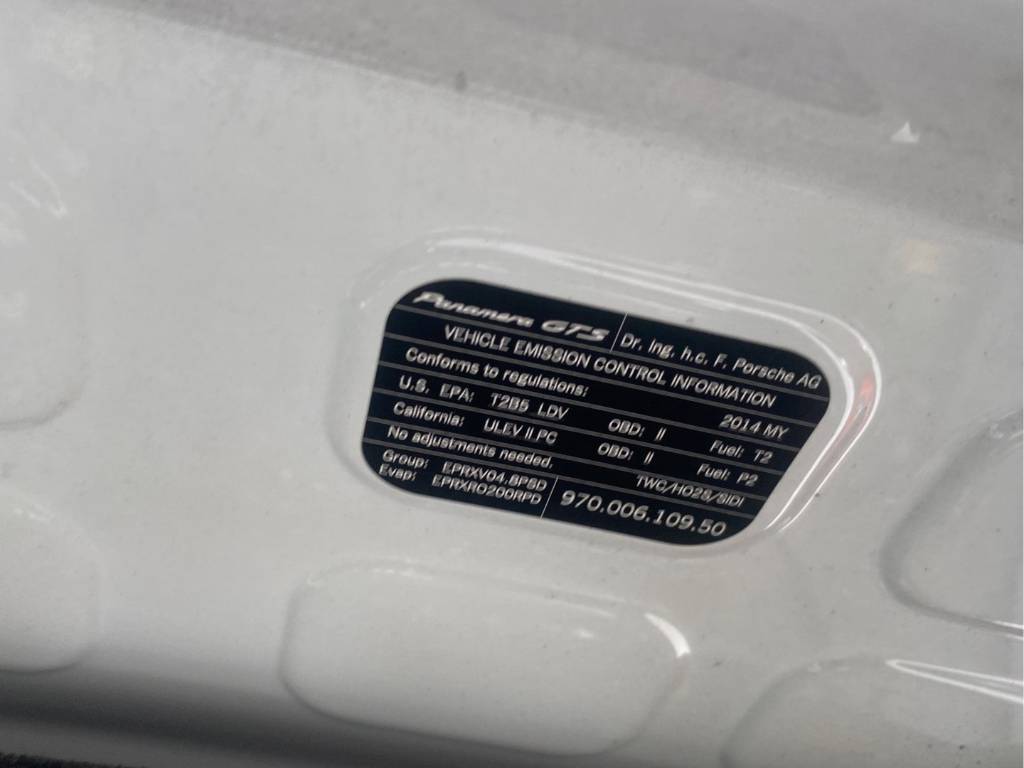 Panamera GTS Dr. Ing. h.c. F. Porsche AG
VEHICLE EMISSION CONTROL INFORMATION
Conforms to regulations: 2014 MY
U.S. EPA: T2B5 LDV OBD: II Fuel: T2
California: ULEV II PC OBD: II Fuel: P2
No adjustments needed. TWC/HO2S/SIDI
Group: EPRXV04.8P8D
Evap: EPRXR0200RPD
970.006.109.50